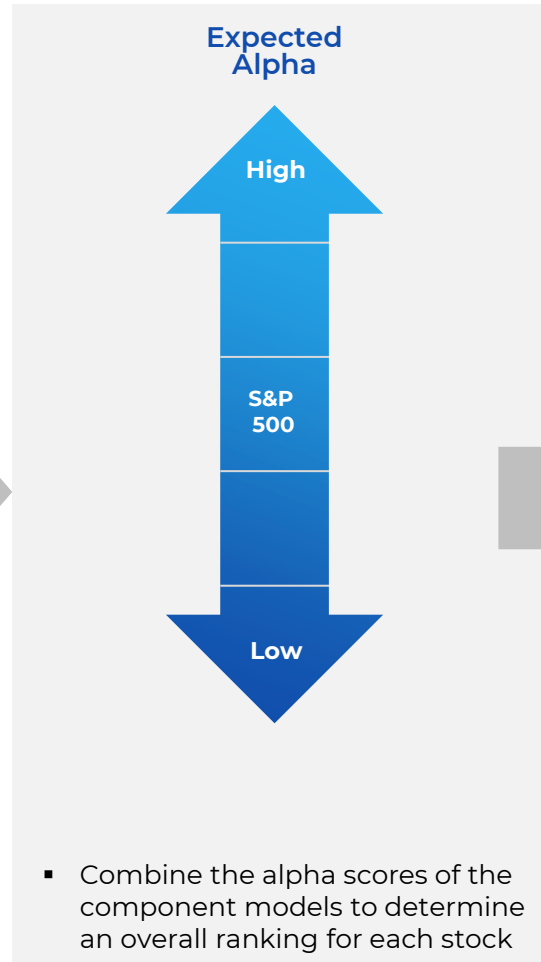 Expected
Alpha
High
S&P
500
Low
▪ Combine the alpha scores of the
component models to determine
an overall ranking for each stock